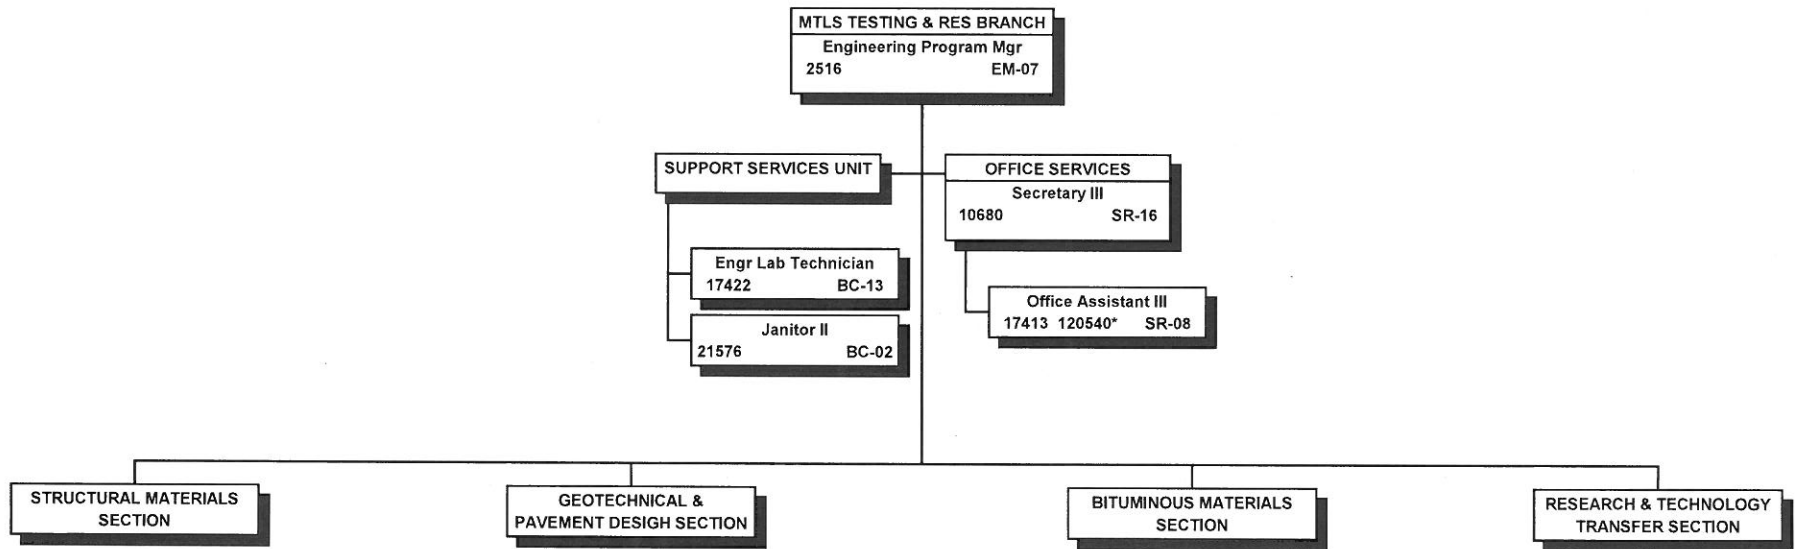 MTLS TESTING & RES BRANCH
Engineering Program Mgr
2516 EM-07
SUPPORT SERVICES UNIT
Engr Lab Technician
17422 BC-13
Janitor II
21576 BC-02
OFFICE SERVICES
Secretary III
10680 SR-16
Office Assistant III
17413 120540* SR-08
STRUCTURAL MATERIALS
SECTION
GEOTECHNICAL &
PAVEMENT DESIGH SECTION
BITUMINOUS MATERIALS
SECTION
RESEARCH & TECHNOLOGY
TRANSFER SECTION